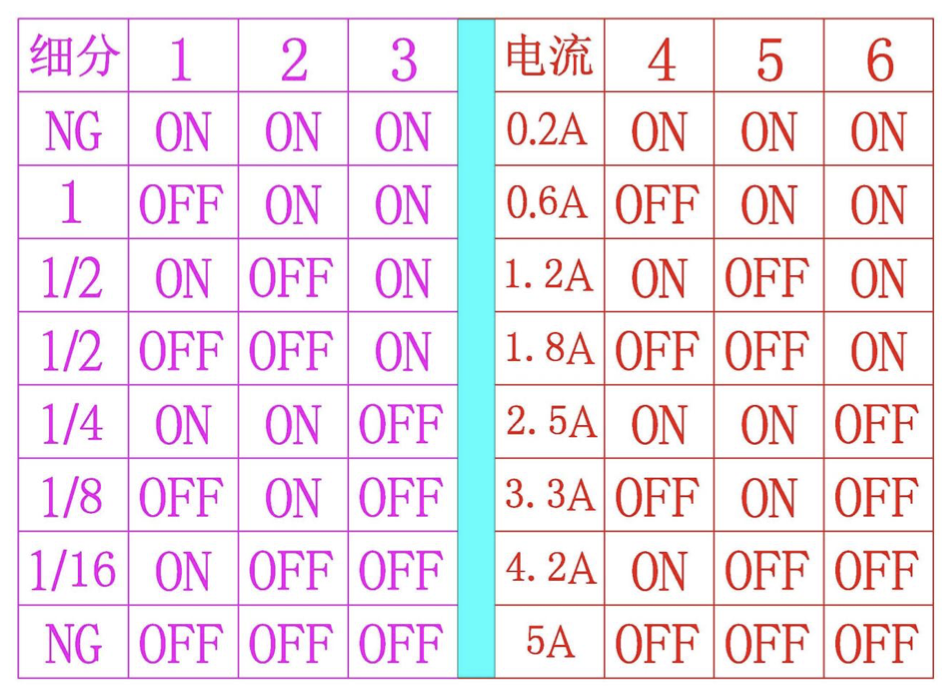 细分 1 2 3 电流 4 5 6
NG ON ON ON 0.2A ON ON ON
1 OFF ON ON 0.6A OFF ON ON
1/2 ON OFF ON 1.2A ON OFF ON
1/2 OFF OFF ON 1.8A OFF OFF ON
1/4 ON ON OFF 2.5A ON ON OFF
1/8 OFF ON OFF 3.3A OFF ON OFF
1/16 ON OFF OFF 4.2A ON OFF OFF
NG OFF OFF OFF 5A OFF OFF OFF